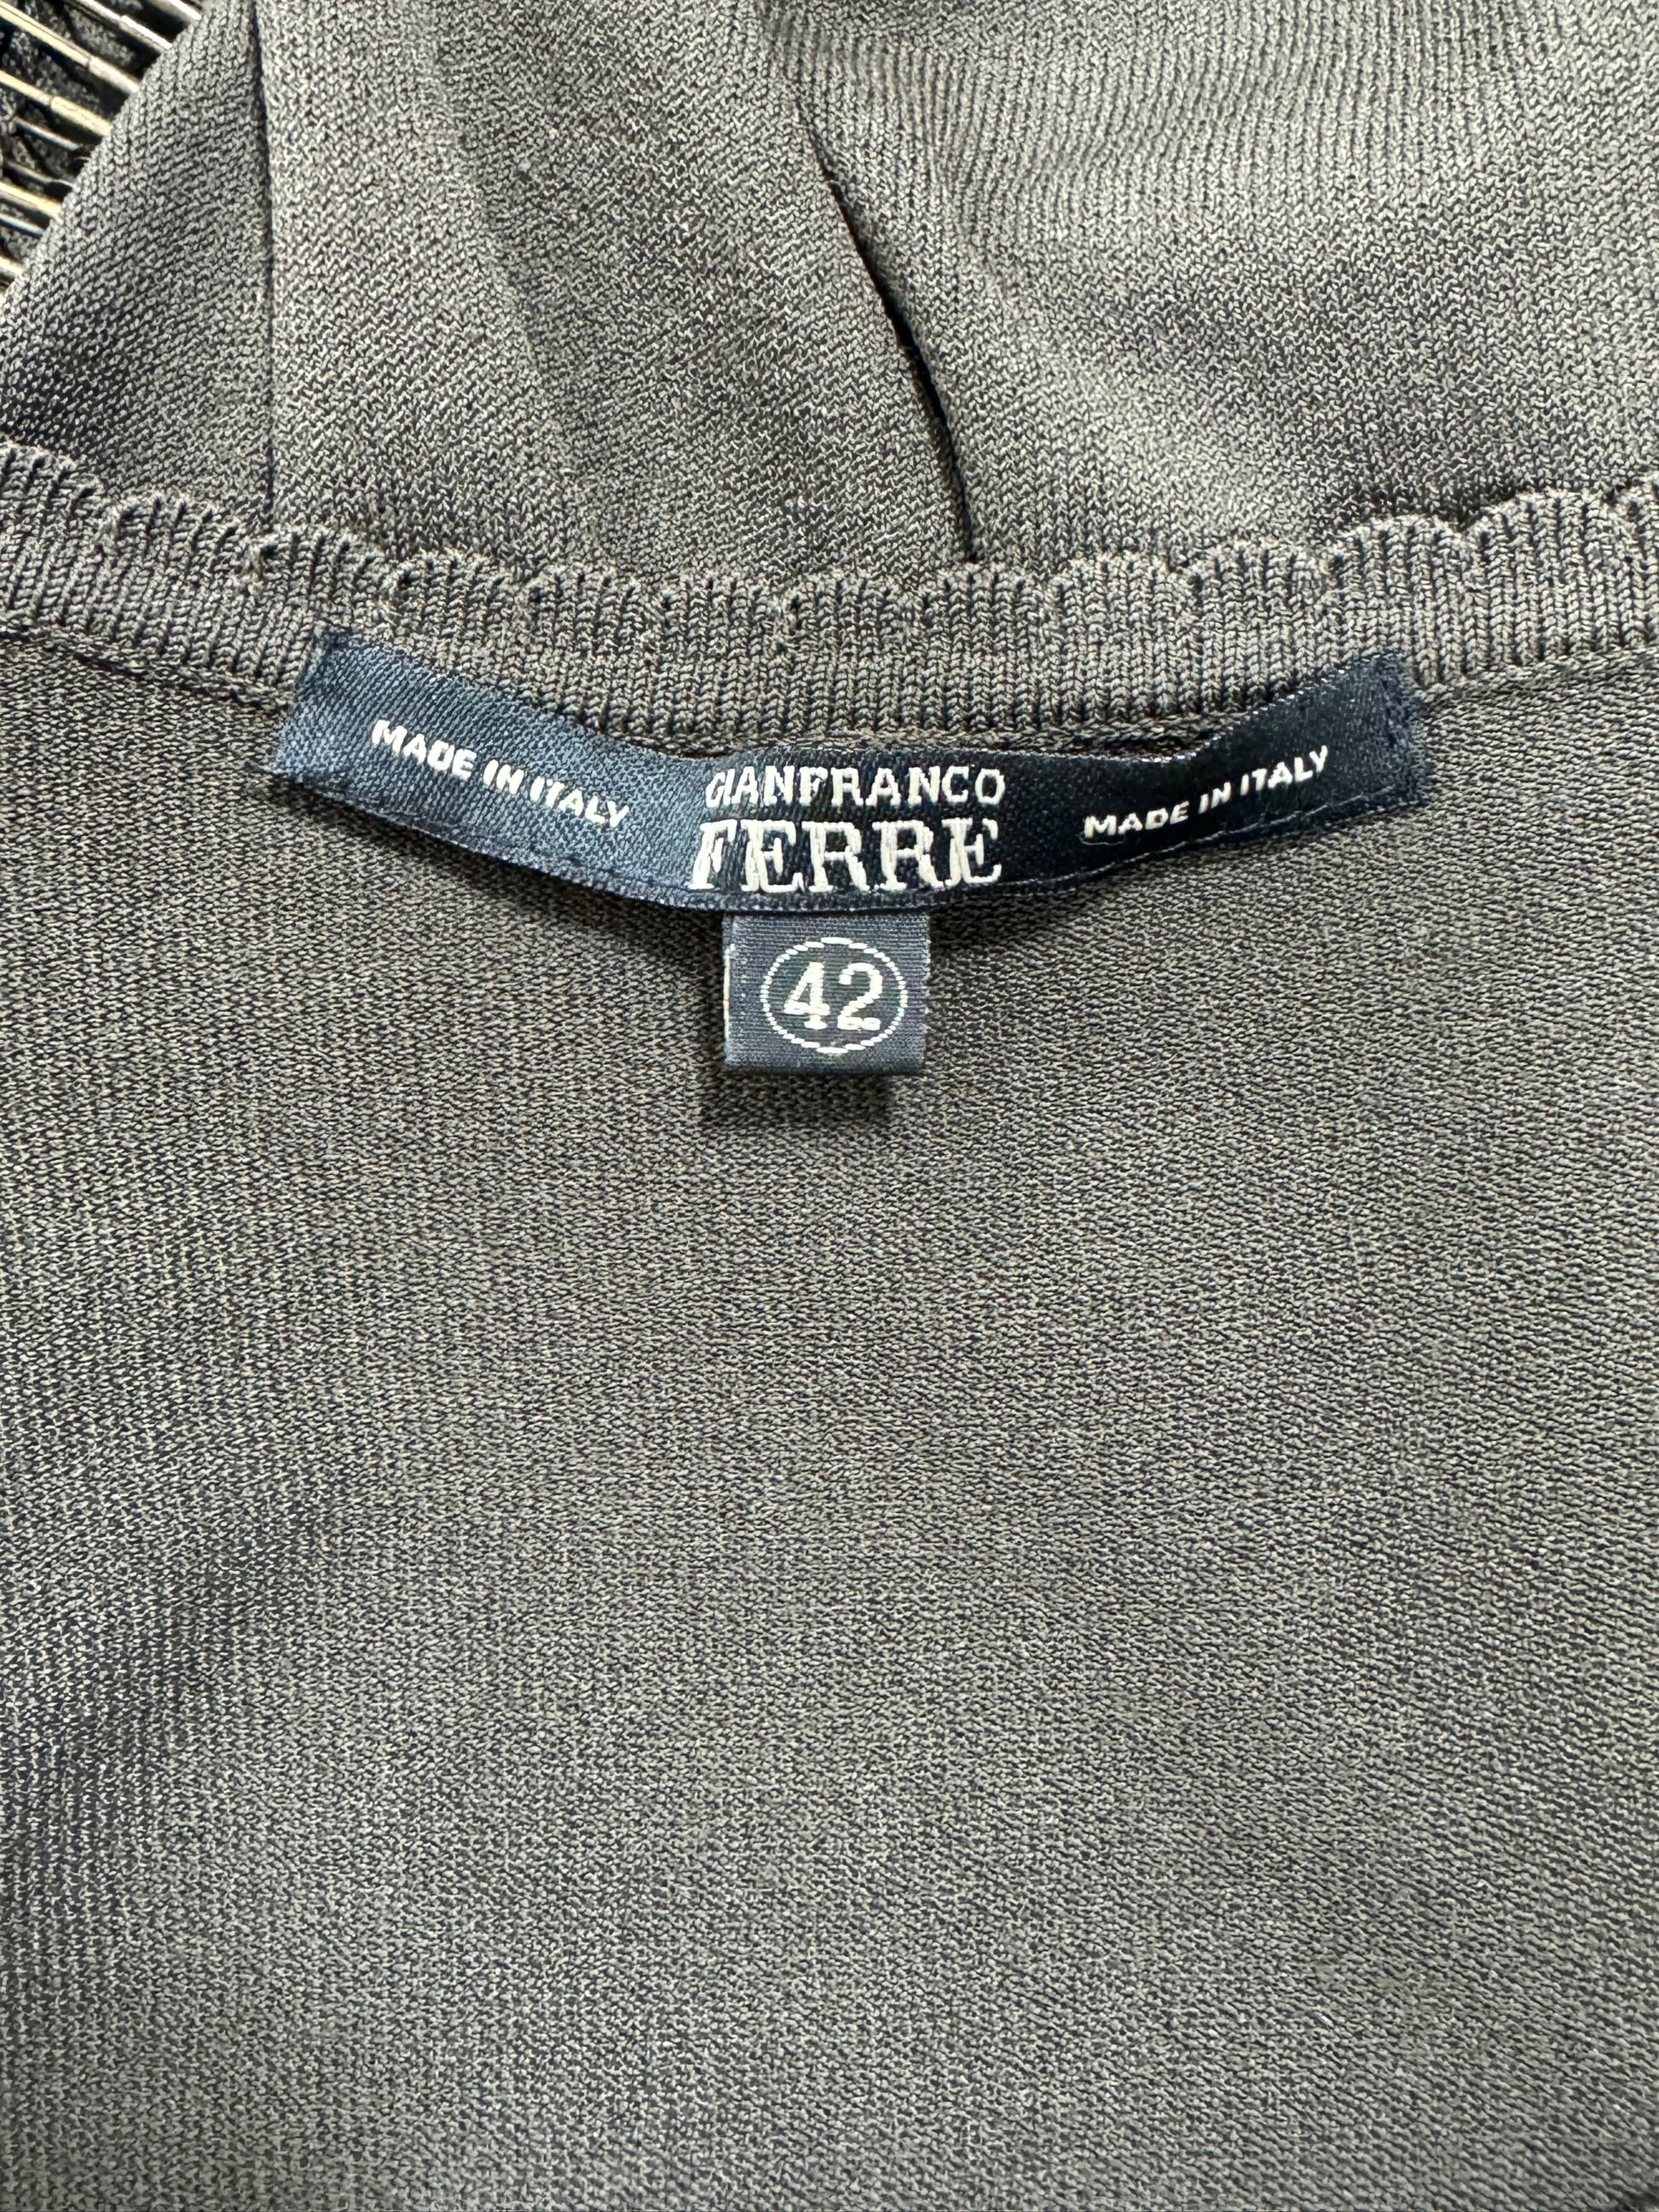 MADE IN ITALY
GIANFRANCO
FERRE
MADE IN ITALY
42